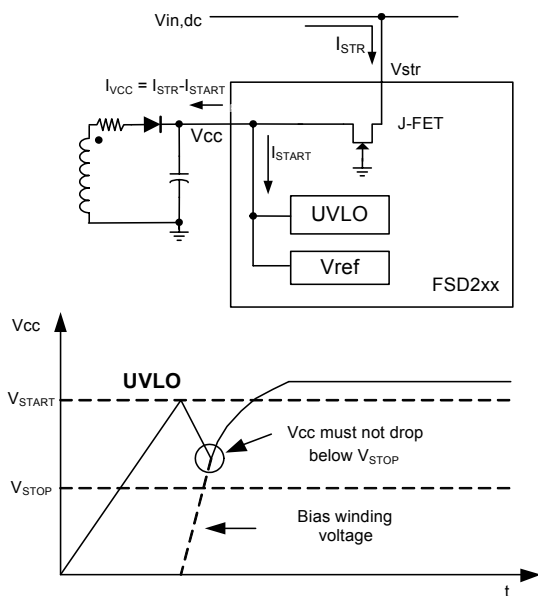 Vin,dc
ISTR
Vstr
IVCC = ISTR-ISTART
Vcc
J-FET
ISTART
UVLO
Vref
FSD2xx
Vcc
UVLO
VSTART
Vcc must not drop
below VSTOP
VSTOP
Bias winding
voltage
t